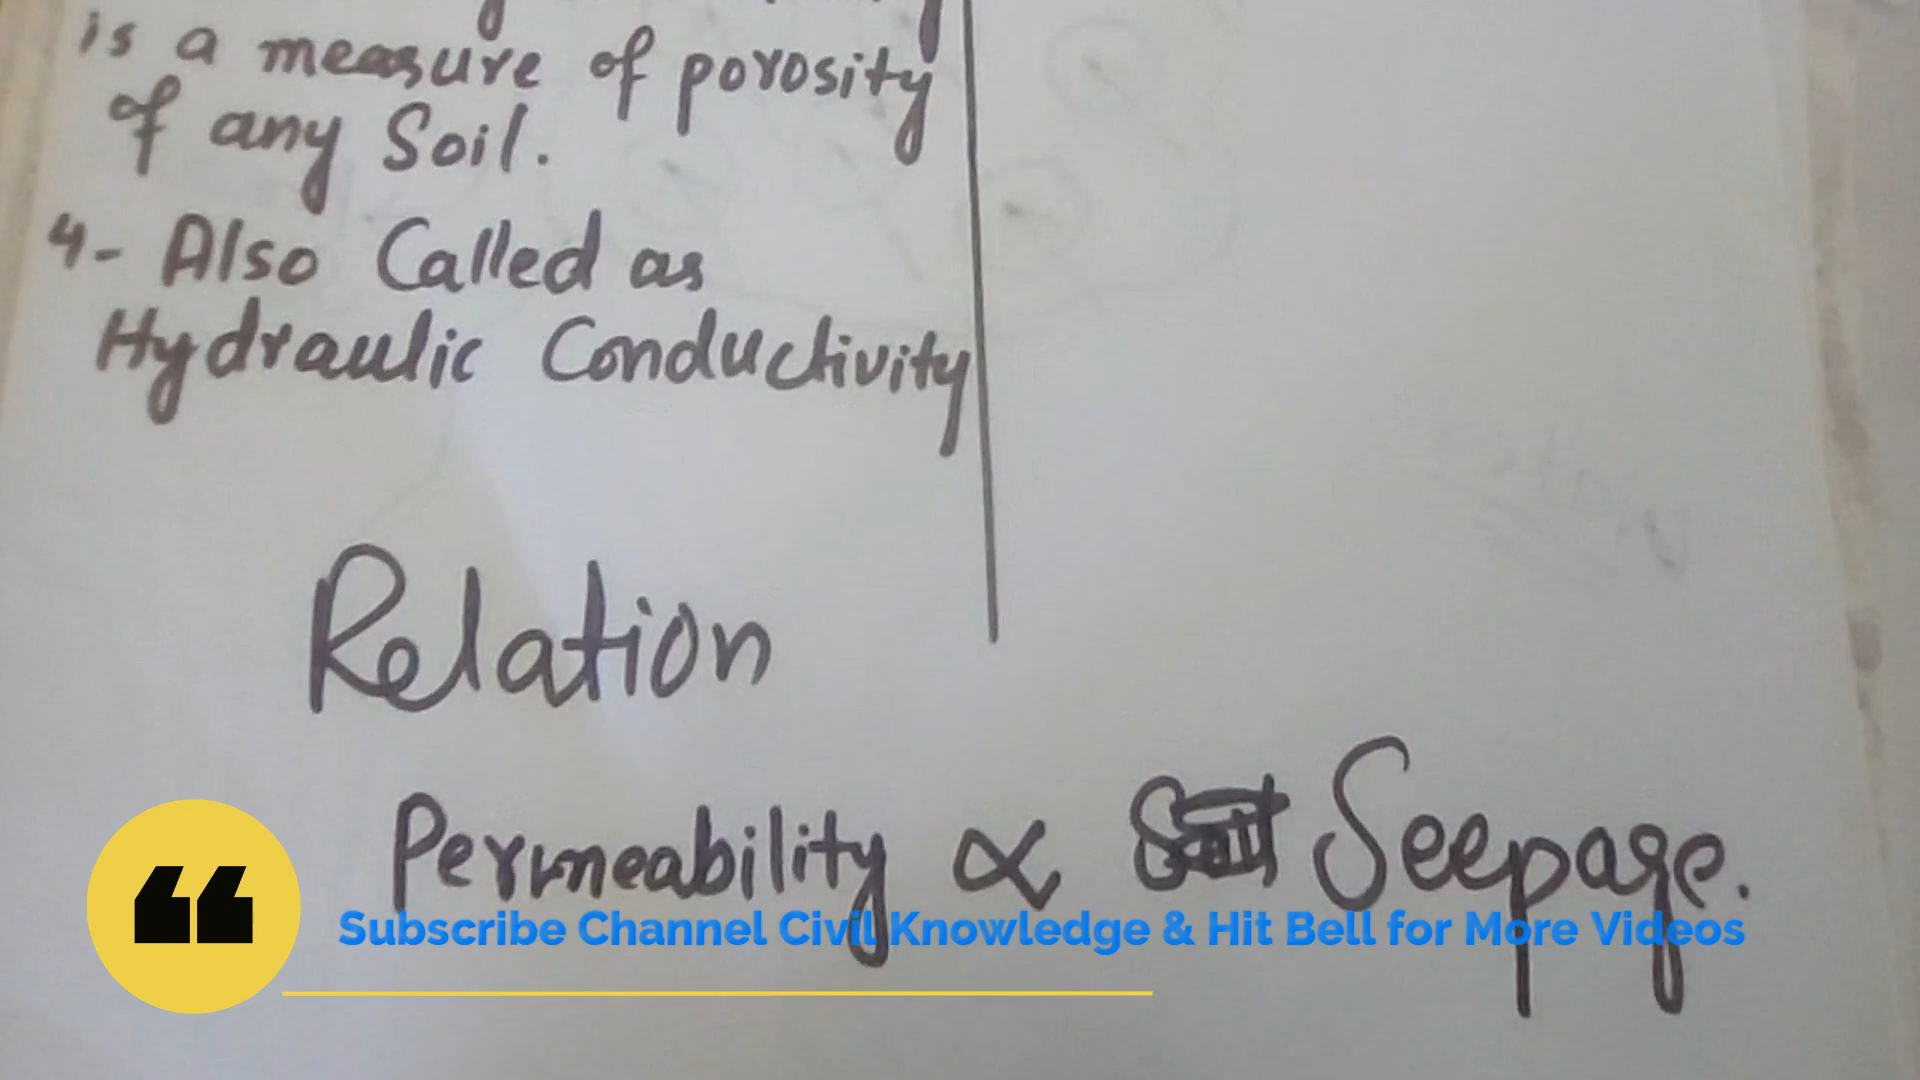 is a measure of porosity
of any Soil.
4- Also Called as
Hydraulic Conductivity
Relation
Permeability ∝ Seepage.
Subscribe Channel Civil Knowledge & Hit Bell for More Videos